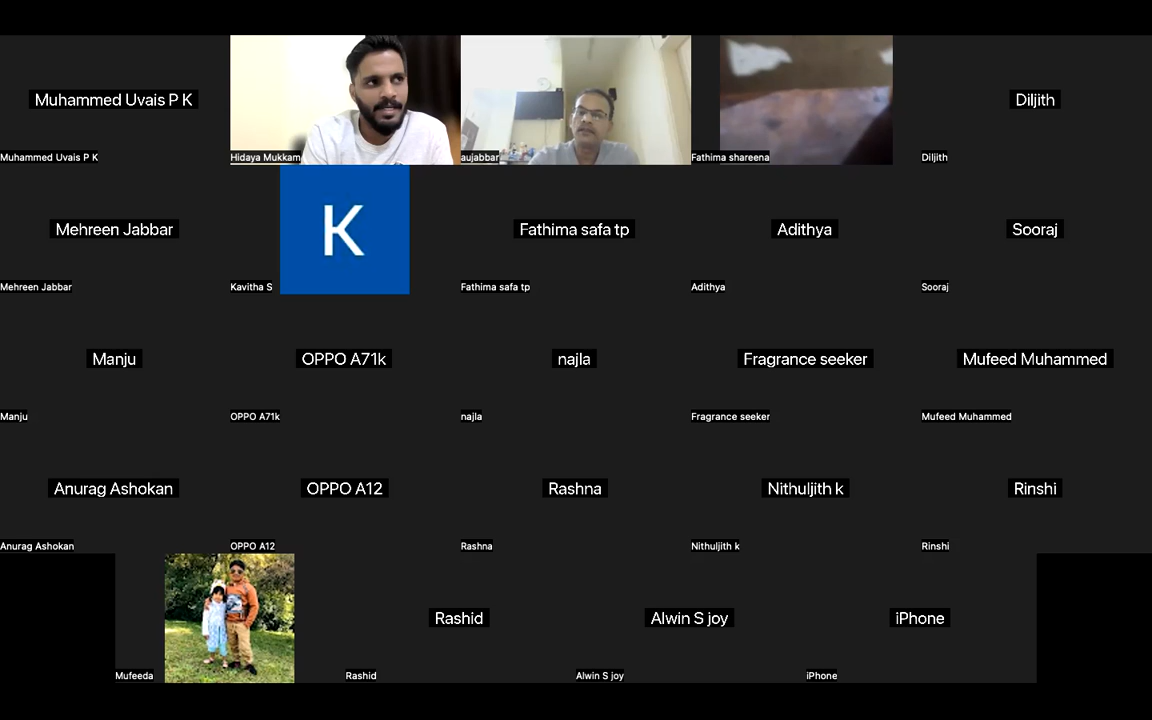 Muhammed Uvais P K
Diljith
Muhammed Uvais P K
Hidaya Mukkam
aujabbar
Fathima shareena
Diljith
Mehreen Jabbar
K
Fathima safa tp
Adithya
Sooraj
Mehreen Jabbar
Kavitha S
Fathima safa tp
Adithya
Sooraj
Manju
OPPO A71k
najla
Fragrance seeker
Mufeed Muhammed
Manju
OPPO A71k
najla
Fragrance seeker
Mufeed Muhammed
Anurag Ashokan
OPPO A12
Rashna
Nithuljith k
Rinshi
Anurag Ashokan
OPPO A12
Rashna
Nithuljith k
Rinshi
Rashid
Alwin S joy
iPhone
Mufeeda
Rashid
Alwin S joy
iPhone